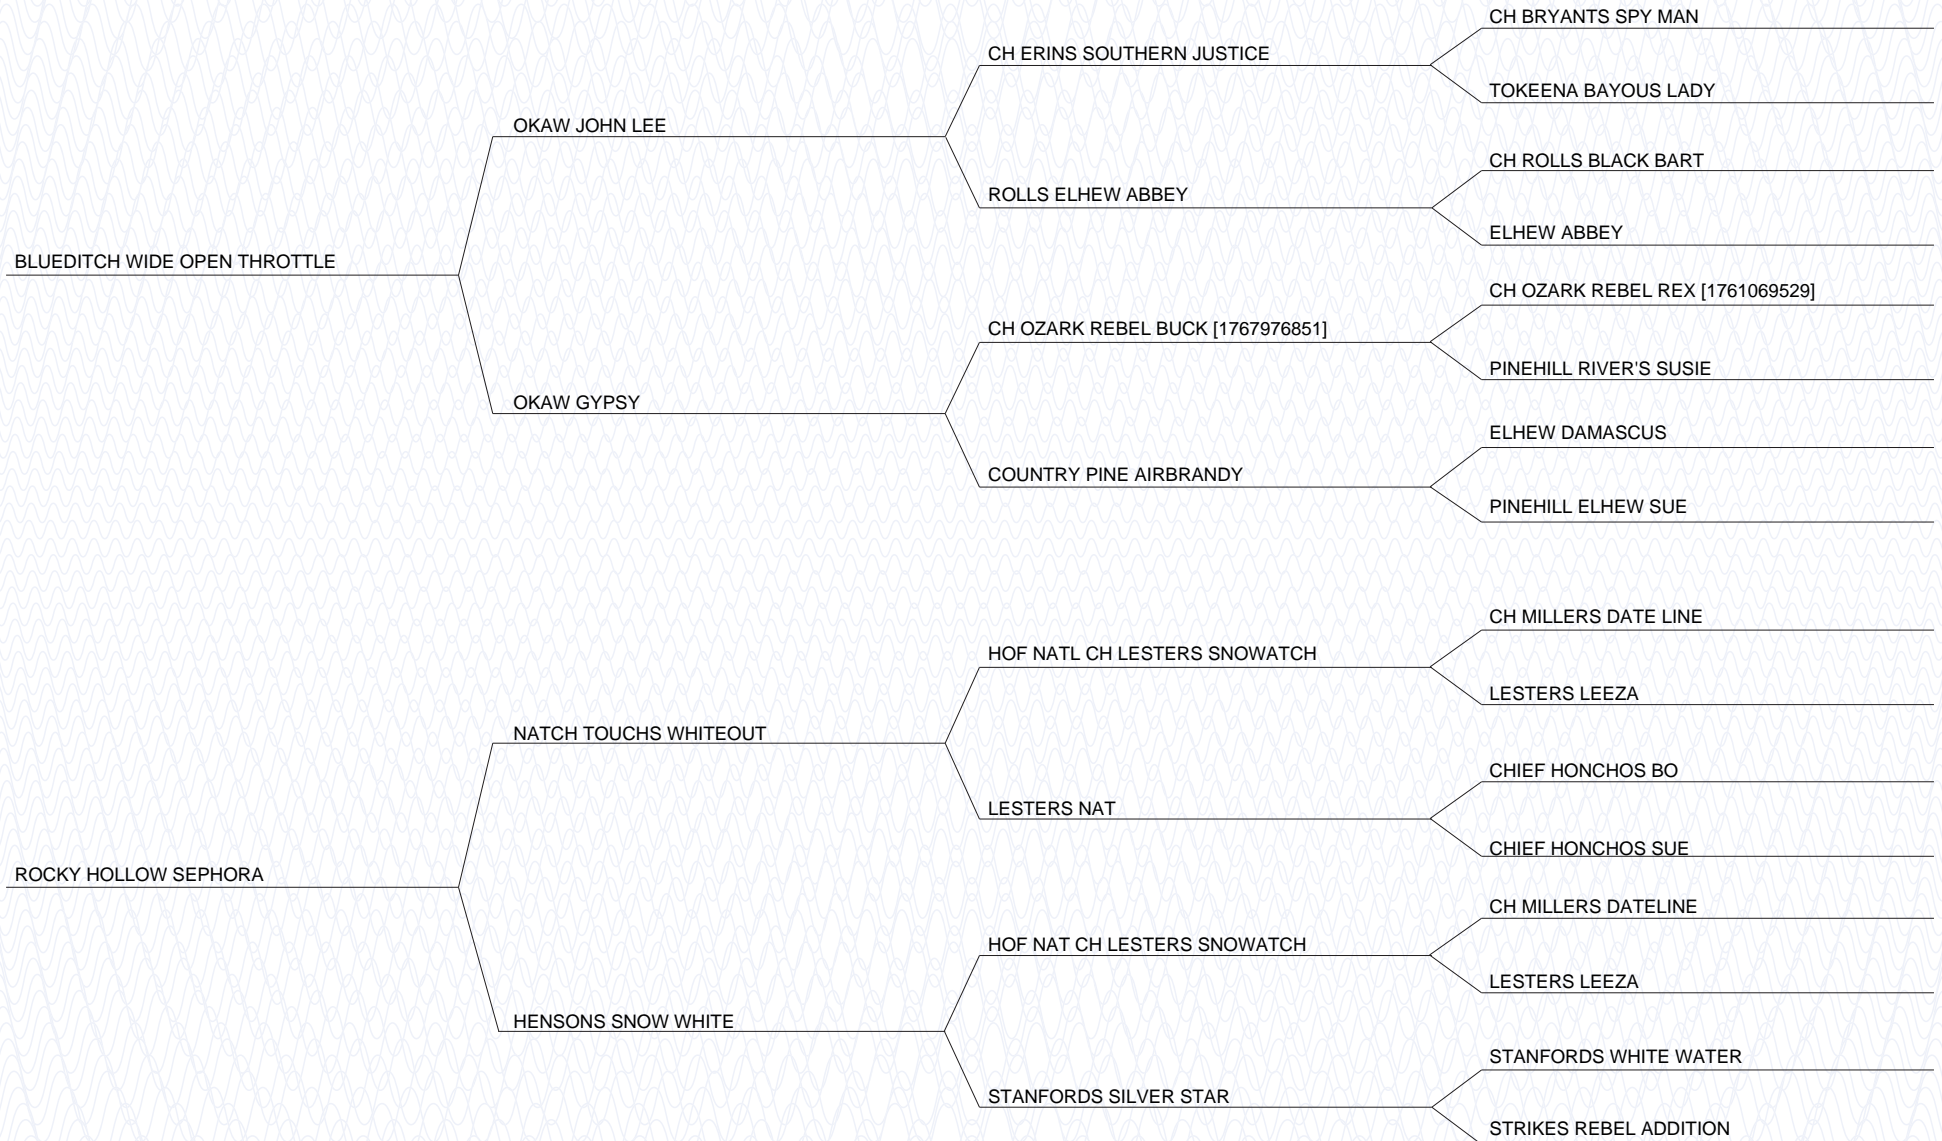 CH BRYANTS SPY MAN
CH ERINS SOUTHERN JUSTICE
TOKEENA BAYOUS LADY
OKAW JOHN LEE
CH ROLLS BLACK BART
ROLLS ELHEW ABBEY
ELHEW ABBEY
BLUEDITCH WIDE OPEN THROTTLE
CH OZARK REBEL REX [1761069529]
CH OZARK REBEL BUCK [1767976851]
PINEHILL RIVER'S SUSIE
OKAW GYPSY
ELHEW DAMASCUS
COUNTRY PINE AIRBRANDY
PINEHILL ELHEW SUE
CH MILLERS DATE LINE
HOF NATL CH LESTERS SNOWATCH
LESTERS LEEZA
NATCH TOUCHS WHITEOUT
CHIEF HONCHOS BO
LESTERS NAT
CHIEF HONCHOS SUE
ROCKY HOLLOW SEPHORA
CH MILLERS DATELINE
HOF NAT CH LESTERS SNOWATCH
LESTERS LEEZA
HENSONS SNOW WHITE
STANFORDS WHITE WATER
STANFORDS SILVER STAR
STRIKES REBEL ADDITION